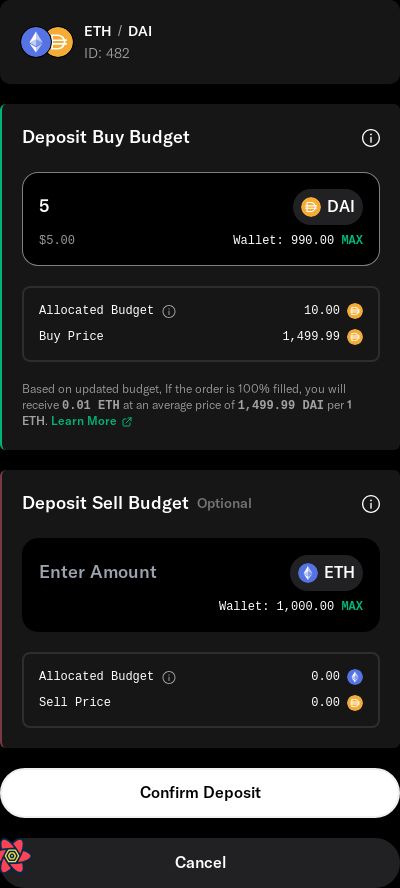 ETH / DAI
ID: 482
Deposit Buy Budget
5
DAI
$5.00
Wallet: 990.00 MAX
Allocated Budget
10.00
Buy Price
1,499.99
Based on updated budget, If the order is 100% filled, you will
receive 0.01 ETH at an average price of 1,499.99 DAI per 1
ETH. Learn More
Deposit Sell Budget Optional
Enter Amount
ETH
Wallet: 1,000.00 MAX
Allocated Budget
0.00
Sell Price
0.00
Confirm Deposit
Cancel